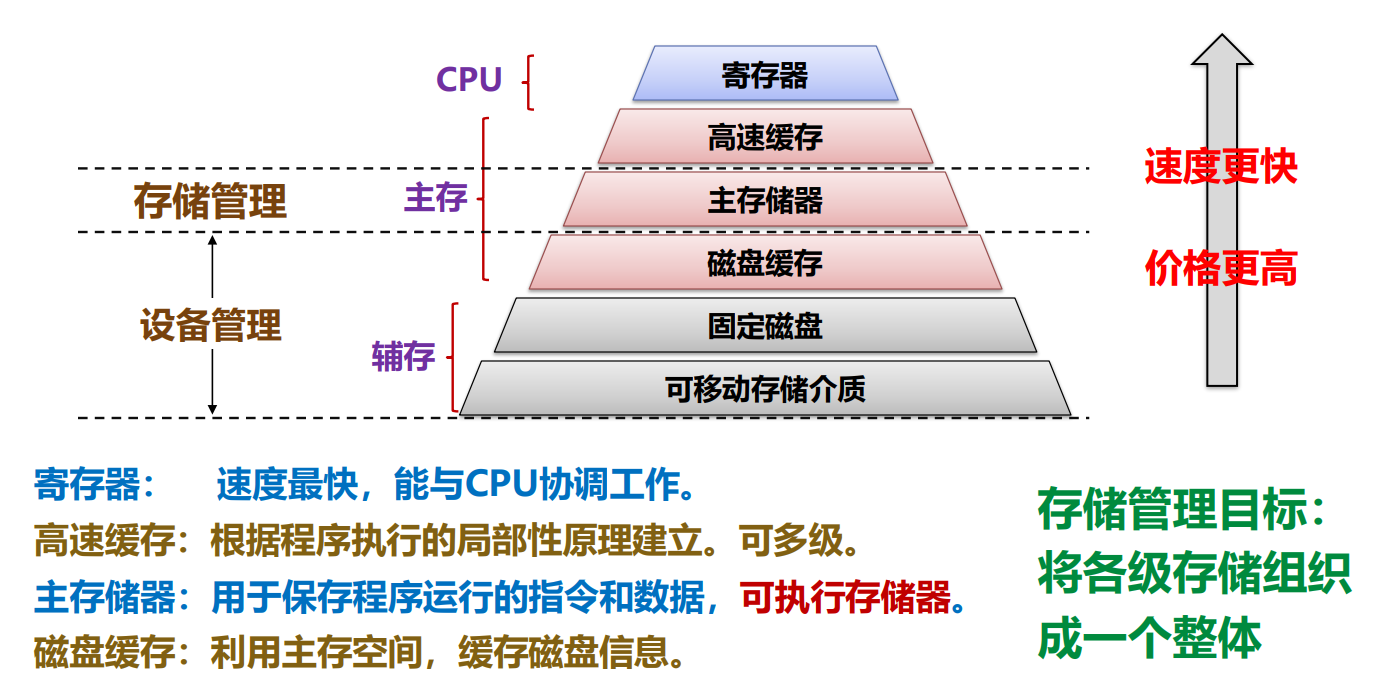 CPU
寄存器
高速缓存
存储管理
主存
主存储器
速度更快
磁盘缓存
价格更高
设备管理
固定磁盘
辅存
可移动存储介质
寄存器： 速度最快，能与CPU协调工作。
高速缓存：根据程序执行的局部性原理建立。可多级。
主存储器：用于保存程序运行的指令和数据，可执行存储器。
磁盘缓存：利用主存空间，缓存磁盘信息。
存储管理目标：
将各级存储组织
成一个整体